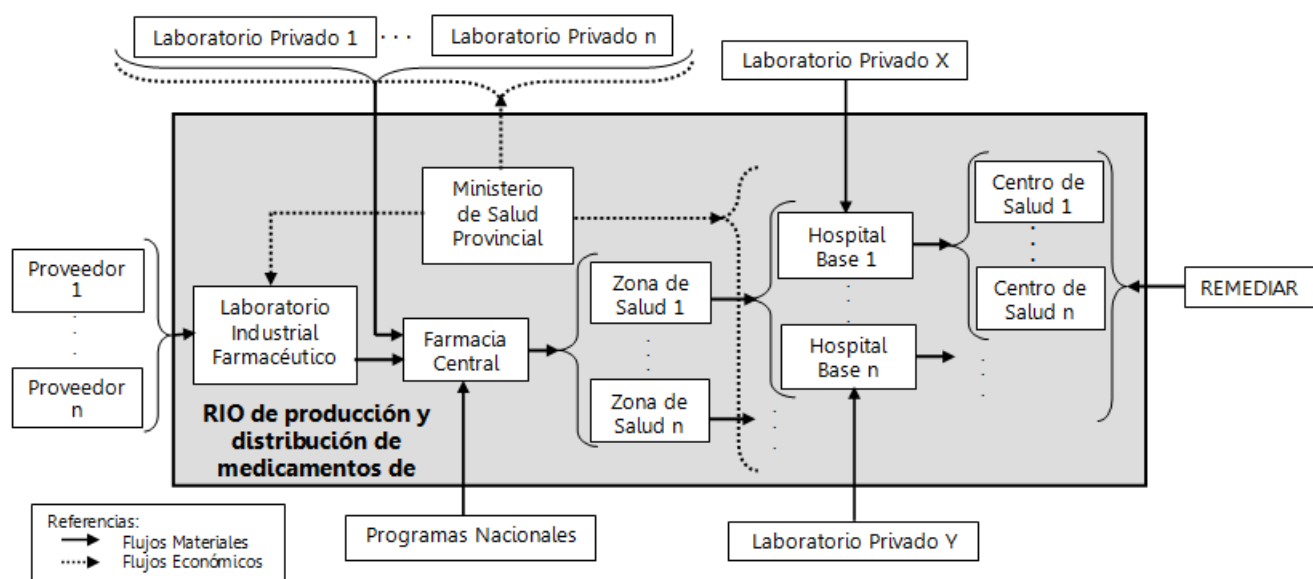 Laboratorio Privado 1
. . .
Laboratorio Privado n
Laboratorio Privado X
Ministerio
de Salud
Provincial
Centro de
Salud 1
Hospital
Base 1
Proveedor
1
Zona de
Salud 1
Centro de
Salud n
REMEDIAR
Laboratorio
Industrial
Farmacéutico
Farmacia
Central
Hospital
Base n
Proveedor
n
Zona de
Salud n
RIO de producción y
distribución de
medicamentos de
Referencias:
Flujos Materiales
Flujos Económicos
Programas Nacionales
Laboratorio Privado Y